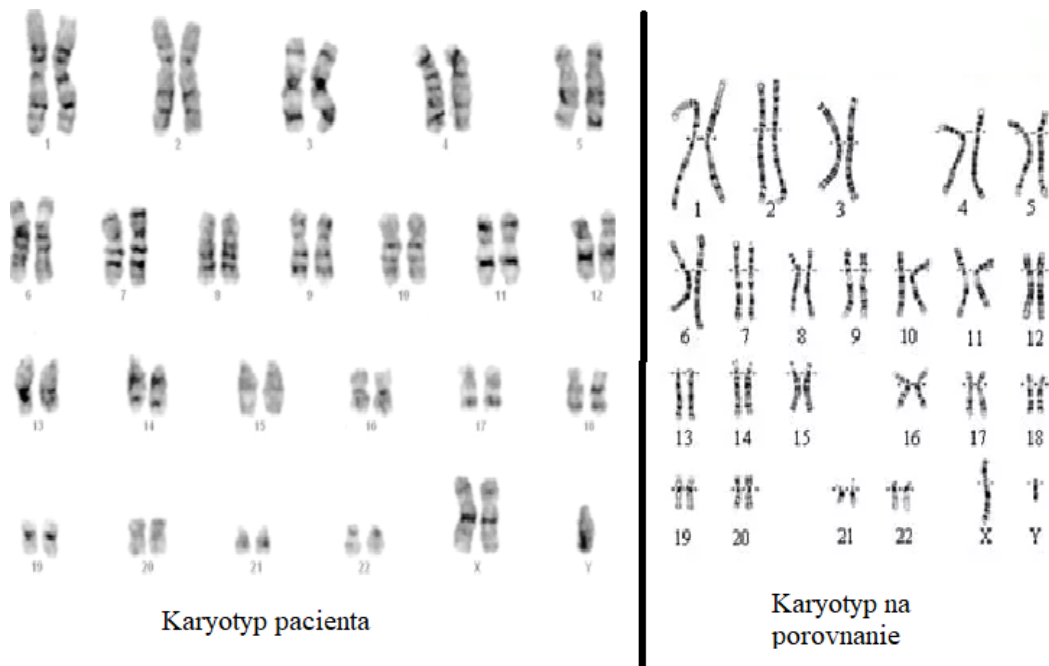 1 2 3 4 5
6 7 8 9 10 11 12
13 14 15 16 17 18
19 20 21 22 X Y
Karyotyp pacienta
1 2 3 4 5
6 7 8 9 10 11 12
13 14 15 16 17 18
19 20 21 22 X Y
Karyotyp na
porovnanie